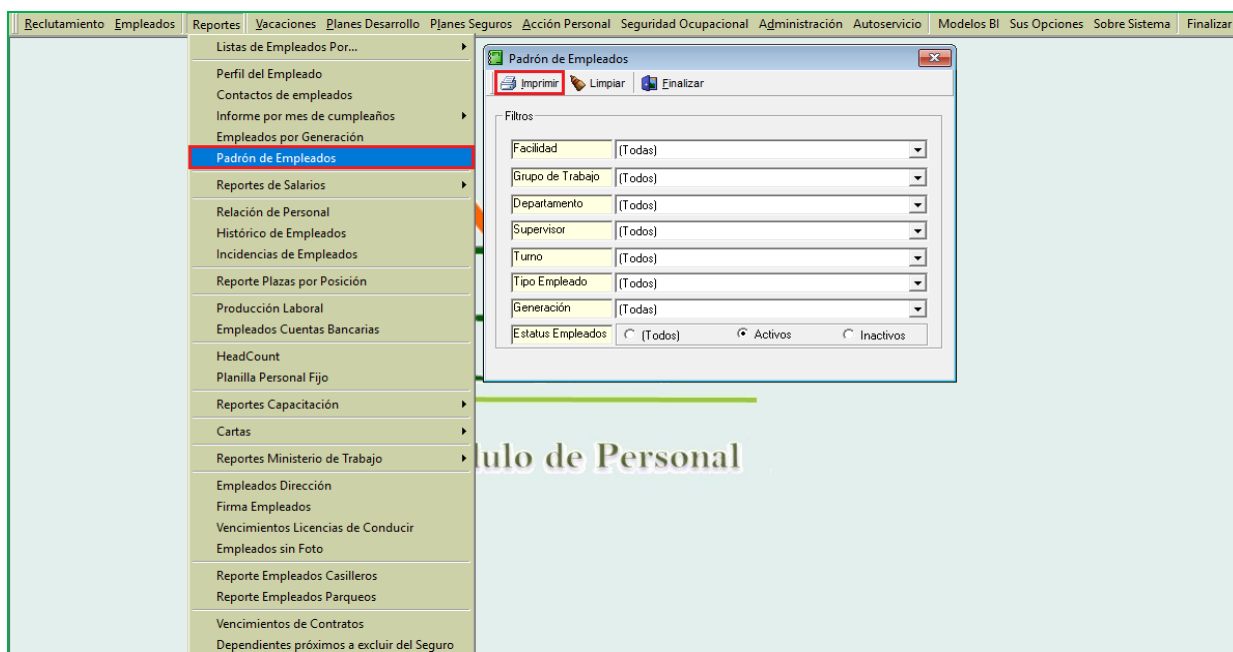 Reclutamiento Empleados Reportes Vacaciones Planes Desarrollo Planes Seguros Acción Personal Seguridad Ocupacional Administración Autoservicio Modelos BI Sus Opciones Sobre Sistema Finalizar
Listas de Empleados Por...
Perfil del Empleado
Contactos de empleados
Informe por mes de cumpleaños
Empleados por Generación
Padrón de Empleados
Reportes de Salarios
Relación de Personal
Histórico de Empleados
Incidencias de Empleados
Reporte Plazas por Posición
Producción Laboral
Empleados Cuentas Bancarias
HeadCount
Planilla Personal Fijo
Reportes Capacitación
Cartas
Reportes Ministerio de Trabajo
Empleados Dirección
Firma Empleados
Vencimientos Licencias de Conducir
Empleados sin Foto
Reporte Empleados Casilleros
Reporte Empleados Parqueos
Vencimientos de Contratos
Dependientes próximos a excluir del Seguro
Padrón de Empleados
Imprimir Limpiar Finalizar
Filtros
Facilidad (Todas)
Grupo de Trabajo (Todos)
Departamento (Todos)
Supervisor (Todos)
Turno (Todos)
Tipo Empleado (Todos)
Generación (Todas)
Estatus Empleados (Todos) Activos Inactivos
dulo de Personal